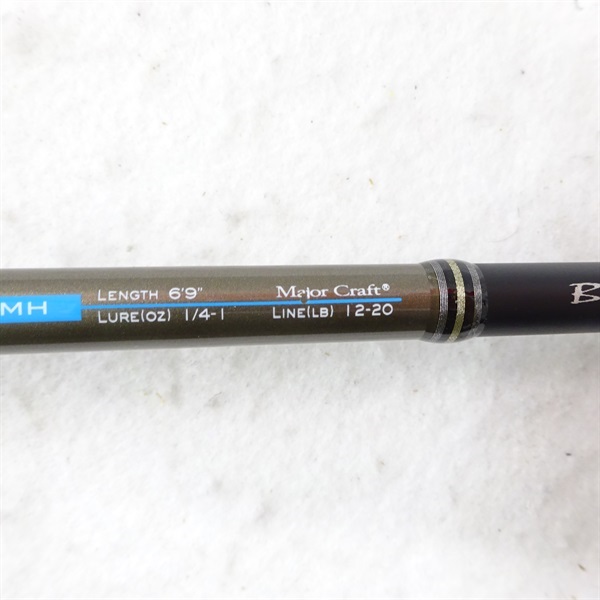 MH
LENGTH 6'9" Major Craft®
LURE(OZ) 1/4-1 LINE(LB) 12-20
B